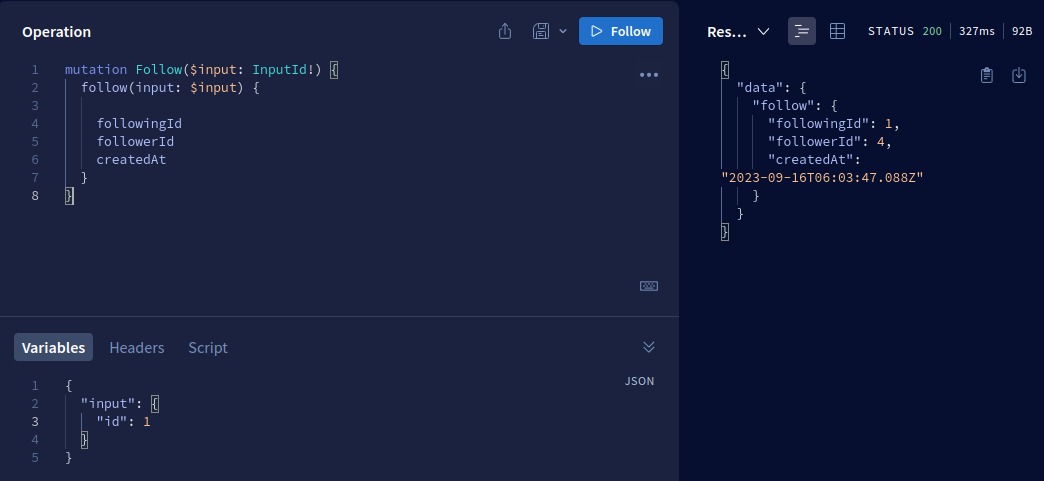 Operation
Follow
1 mutation Follow($input: InputId!) {
2 follow(input: $input) {
3
4 followingId
5 followerId
6 createdAt
7 }
8 }
Variables Headers Script
JSON
1 {
2 "input": {
3 "id": 1
4 }
5 }
Res... STATUS 200 327ms 92B
{
"data": {
"follow": {
"followingId": 1,
"followerId": 4,
"createdAt":
"2023-09-16T06:03:47.088Z"
}
}
}